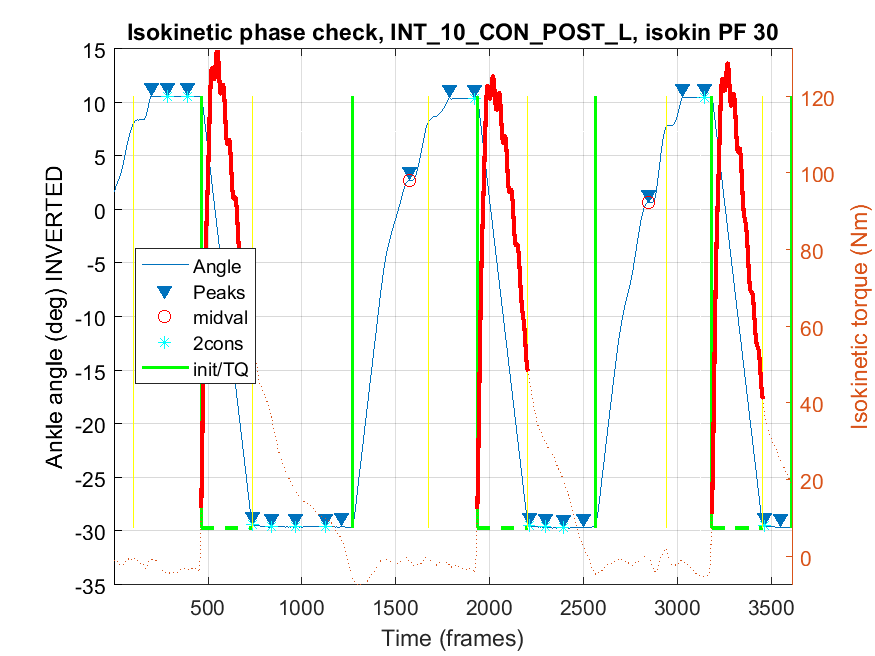 Isokinetic phase check, INT_10_CON_POST_L, isokin PF 30
15
10
5
0
-5
-10
-15
-20
-25
-30
-35
Ankle angle (deg) INVERTED
120
100
80
60
40
20
0
Isokinetic torque (Nm)
Angle
Peaks
midval
2cons
init/TQ
500
1000
1500
2000
2500
3000
3500
Time (frames)